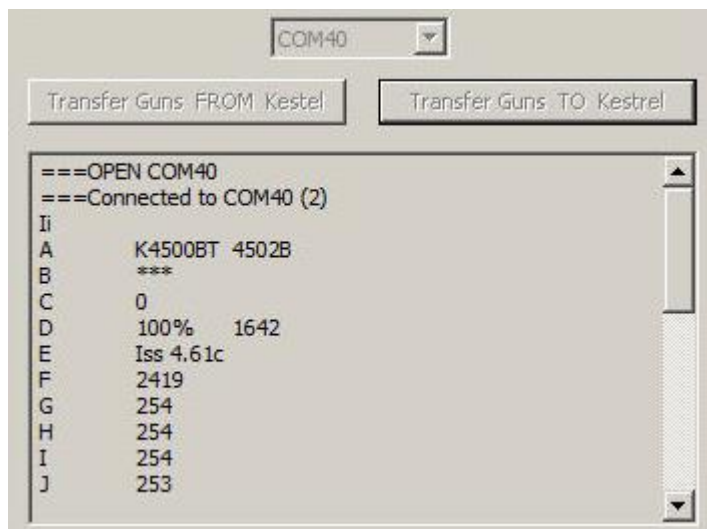 COM40
Transfer Guns FROM Kestel
Transfer Guns TO Kestrel
===OPEN COM40
===Connected to COM40 (2)
Ii
A K4500BT 4502B
B ***
C 0
D 100% 1642
E Iss 4.61c
F 2419
G 254
H 254
I 254
J 253